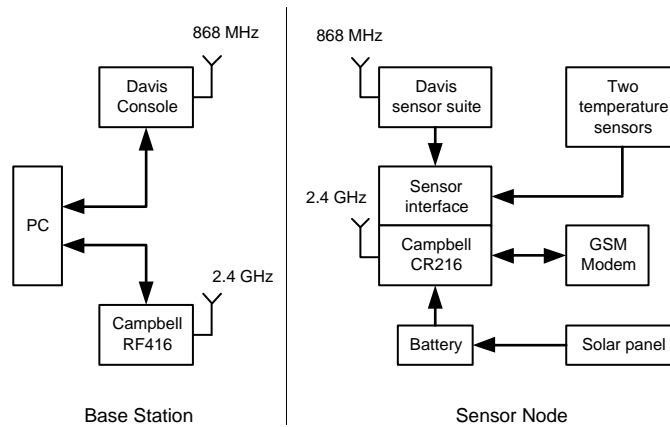 868 MHz
Davis
Console
PC
2.4 GHz
Campbell
RF416
Base Station
868 MHz
Davis
sensor suite
Two
temperature
sensors
2.4 GHz
Sensor
interface
Campbell
CR216
GSM
Modem
Battery
Solar panel
Sensor Node